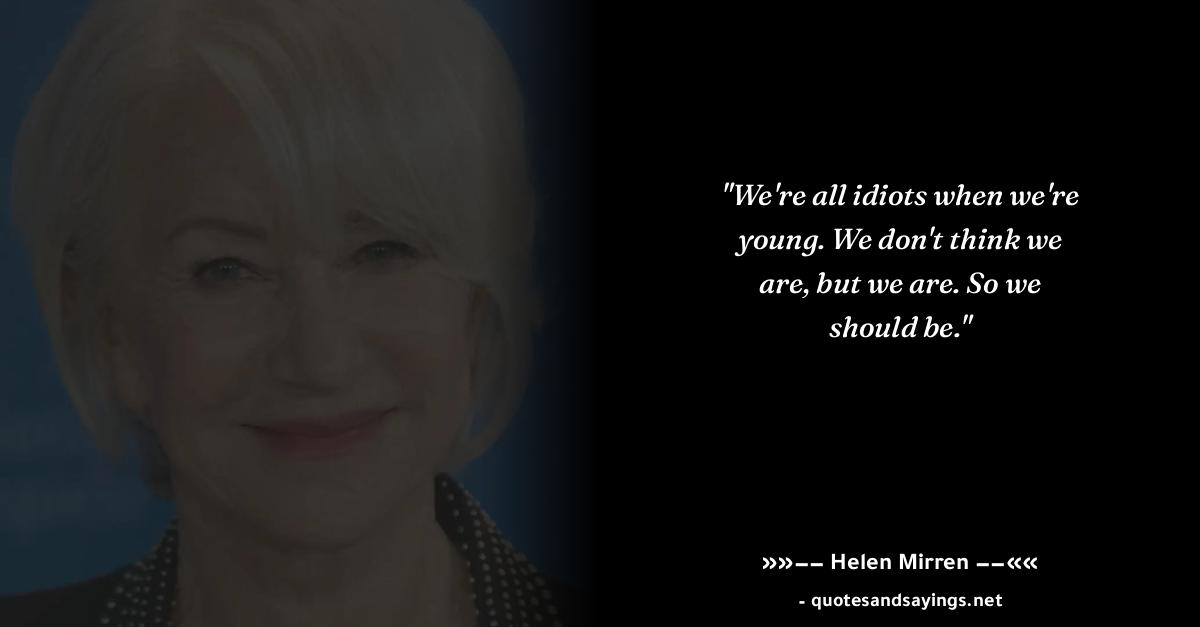 "We're all idiots when we're
young. We don't think we
are, but we are. So we
should be."
»»−− Helen Mirren −−««
- quotesandsayings.net